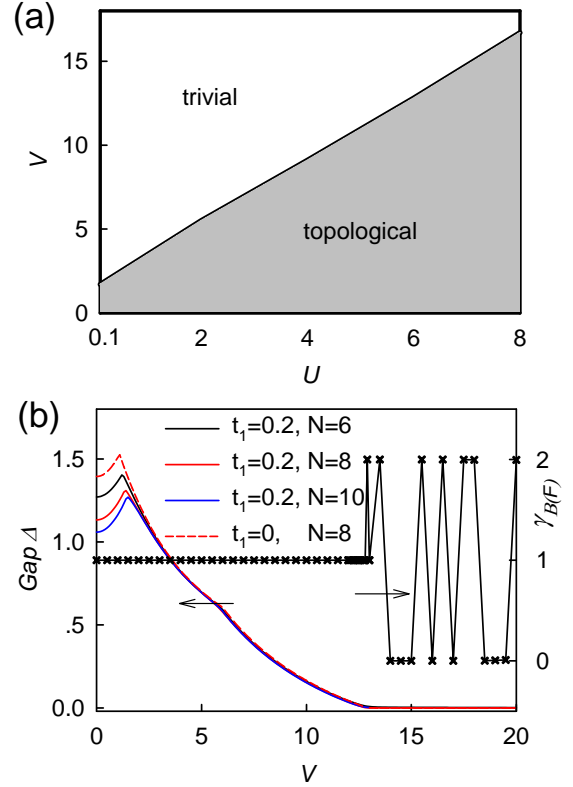 (a)
15
10
5
0
V
trivial
topological
0.1 2 4 6 8
U
(b)
t₁=0.2, N=6
t₁=0.2, N=8
t₁=0.2, N=10
t₁=0, N=8
1.5
1.0
.5
0.0
Gap Δ
2
1
0
γB(F)
0 5 10 15 20
V